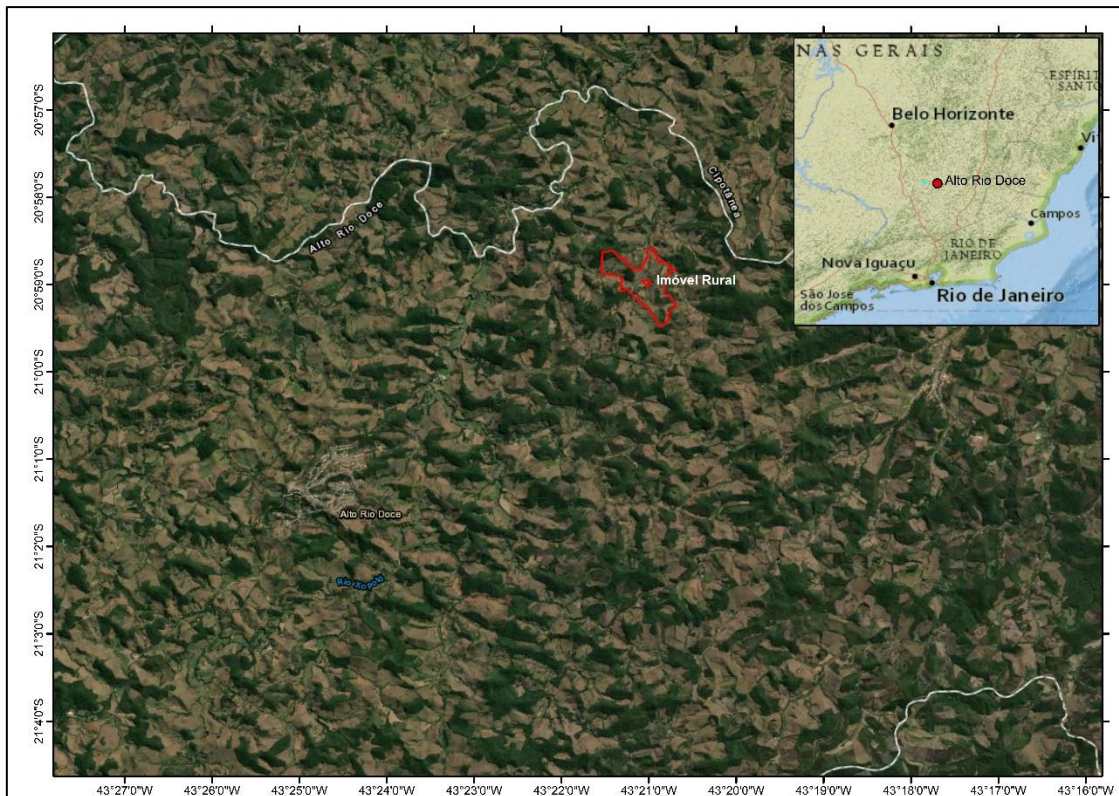 NAS GERAIS
ESPÍRIT
SANTO
Belo Horizonte
Vit
Alto Rio Doce
Campos
RIO DE
JANEIRO
Nova Iguaçu
São José
dos Campos
Rio de Janeiro
20°57'0"S
20°58'0"S
20°59'0"S
21°0'0"S
21°1'0"S
21°2'0"S
21°3'0"S
21°4'0"S
Alto Rio Doce
Cipotânea
Imóvel Rural
Alto Rio Doce
Rio Xopotó
43°27'0"W
43°26'0"W
43°25'0"W
43°24'0"W
43°23'0"W
43°22'0"W
43°21'0"W
43°20'0"W
43°19'0"W
43°18'0"W
43°17'0"W
43°16'0"W